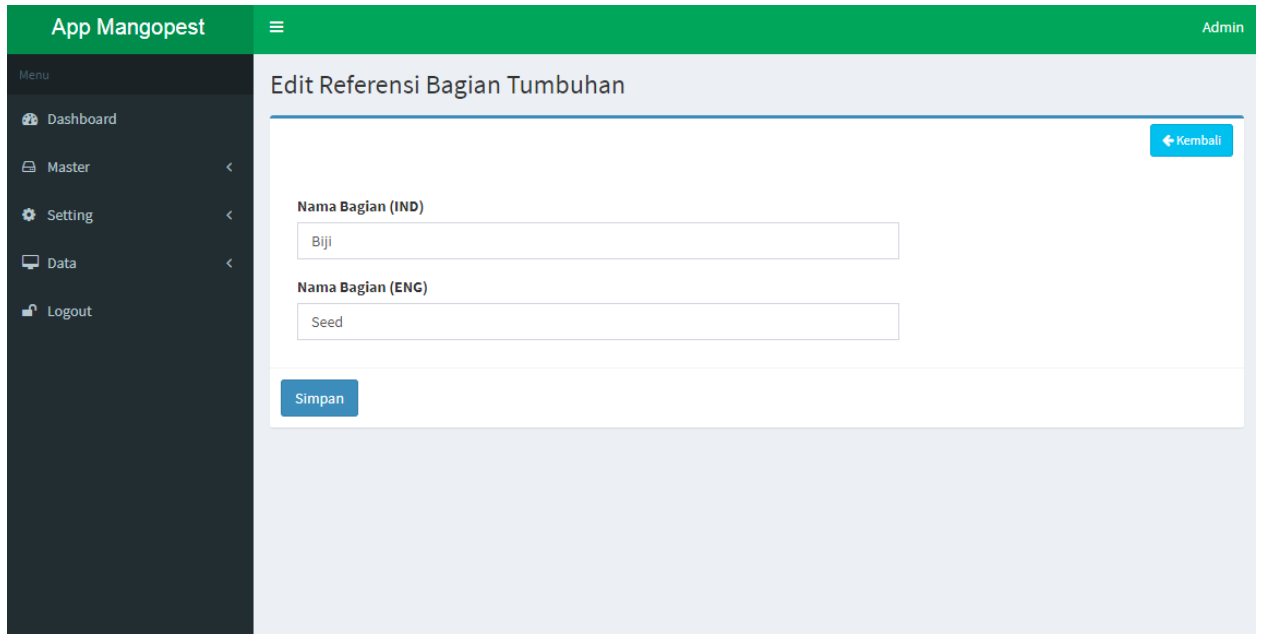 App Mangopest
Admin
Menu
Dashboard
Master
Setting
Data
Logout
Edit Referensi Bagian Tumbuhan
Kembali
Nama Bagian (IND)
Biji
Nama Bagian (ENG)
Seed
Simpan